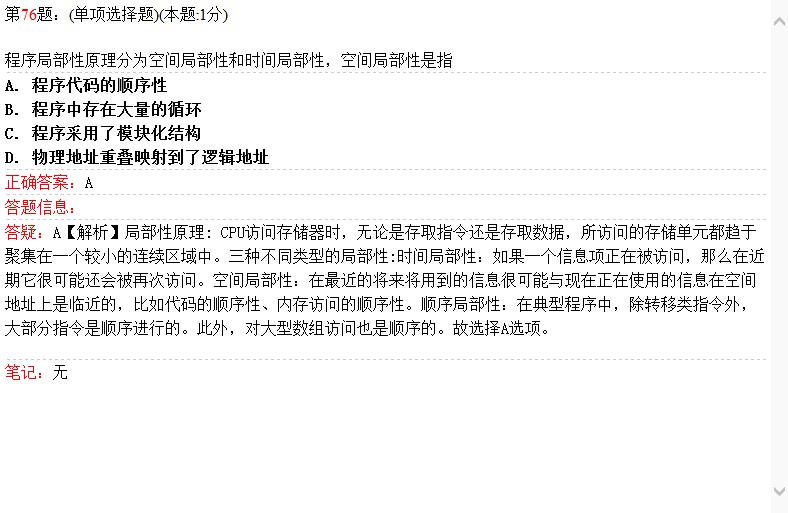 第76题：(单项选择题)(本题:1分)
程序局部性原理分为空间局部性和时间局部性，空间局部性是指
A. 程序代码的顺序性
B. 程序中存在大量的循环
C. 程序采用了模块化结构
D. 物理地址重叠映射到了逻辑地址
正确答案：A
答题信息：
答疑：A【解析】局部性原理: CPU访问存储器时，无论是存取指令还是存取数据，所访问的存储单元都趋于
聚集在一个较小的连续区域中。三种不同类型的局部性:时间局部性：如果一个信息项正在被访问，那么在近
期它很可能还会被再次访问。空间局部性：在最近的将来将用到的信息很可能与现在正在使用的信息在空间
地址上是临近的，比如代码的顺序性、内存访问的顺序性。顺序局部性：在典型程序中，除转移类指令外，
大部分指令是顺序进行的。此外，对大型数组访问也是顺序的。故选择A选项。
笔记：无